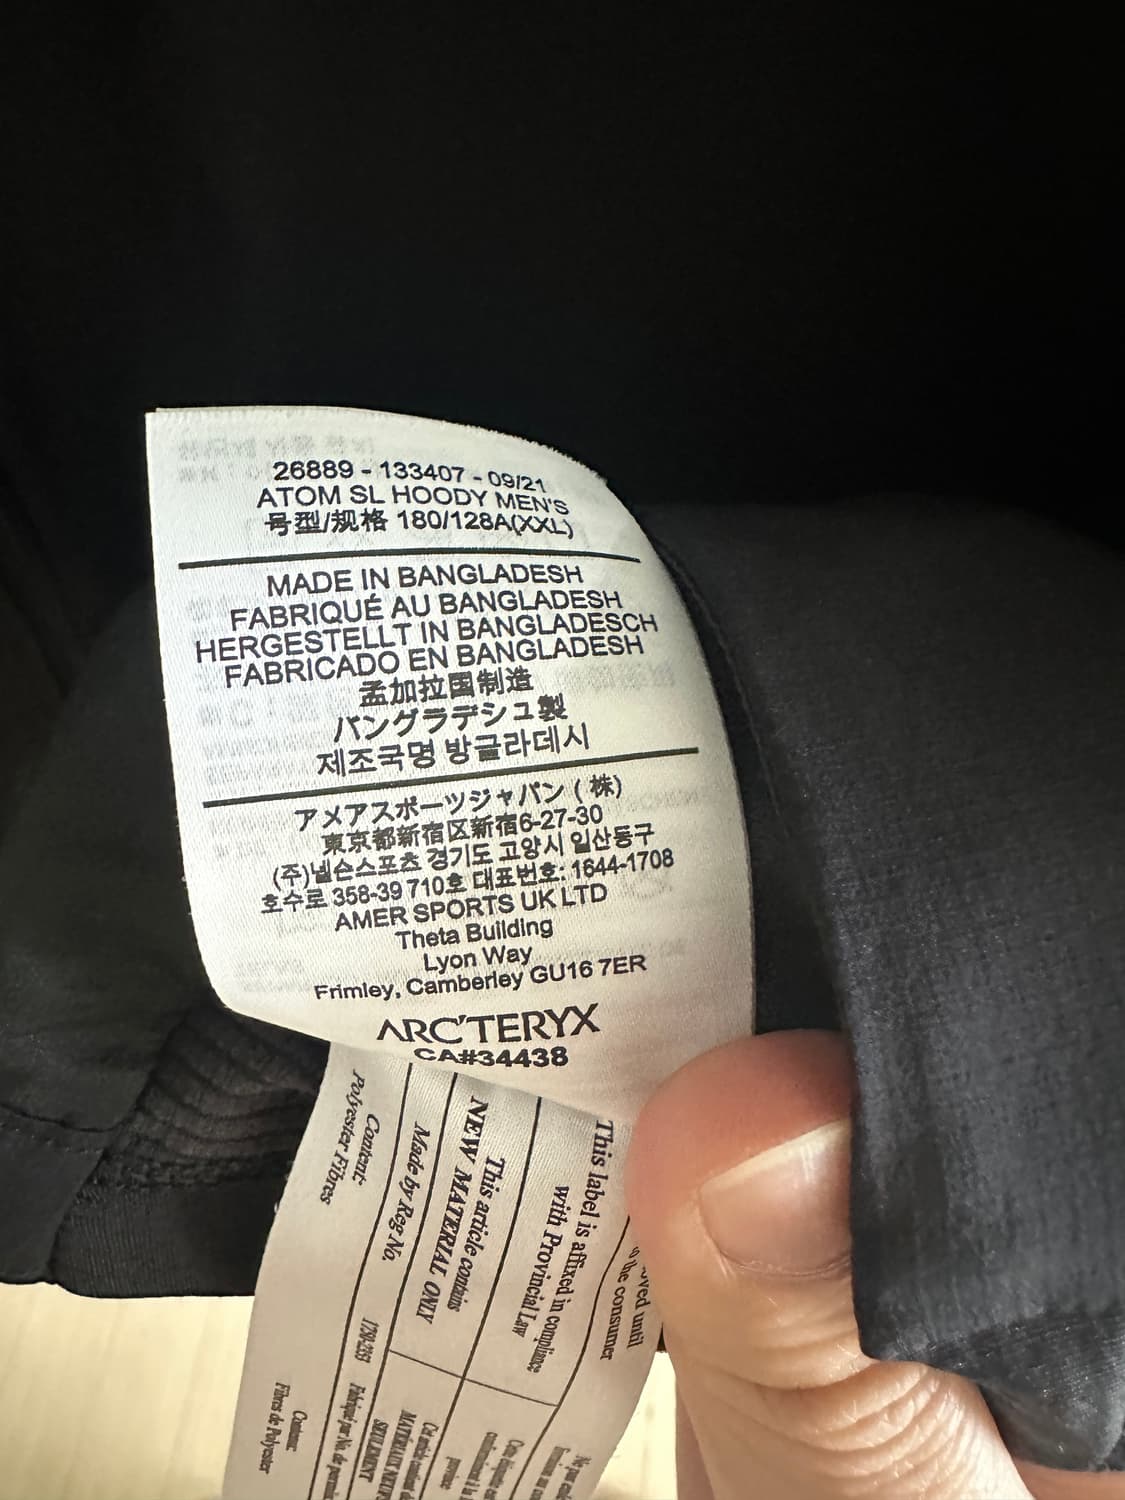 26889 - 133407 - 09/21
ATOM SL HOODY MEN'S
号型/规格 180/128A(XXL)
MADE IN BANGLADESH
FABRIQUÉ AU BANGLADESH
HERGESTELLT IN BANGLADESCH
FABRICADO EN BANGLADESH
孟加拉国制造
バングラデシュ製
제조국명 방글라데시
アメアスポーツジャパン ( 株)
東京都新宿区新宿6-27-30
(주)넬슨스포츠 경기도 고양시 일산동구
호수로 358-39 710호 대표번호: 1644-1708
AMER SPORTS UK LTD
Theta Building
Lyon Way
Frimley, Camberley GU16 7ER
ARC'TERYX
CA#34438
This label is affixed in compliance
with Provincial Law
This article contains
NEW MATERIAL ONLY
Made by Reg No.
Content:
Polyester Fibres
until
to the consumer
Contenu:
Fibres de Polyester
MATÉRIAUX NEUFS
SEULEMENT